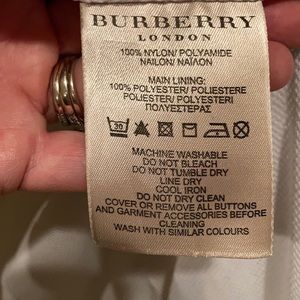 BURBERRY
LONDON
100% NYLON/ POLYAMIDE
NAILON/ ΝΑΪΛΟΝ
MAIN LINING:
100% POLYESTER/ POLIESTERE
POLIESTER/ POLYESTER/
ΠΟΛΥΕΣΤΕΡΑΣ
30
MACHINE WASHABLE
DO NOT BLEACH
DO NOT TUMBLE DRY
LINE DRY
COOL IRON
DO NOT DRY CLEAN
COVER OR REMOVE ALL BUTTONS
AND GARMENT ACCESSORIES BEFORE
CLEANING
WASH WITH SIMILAR COLOURS